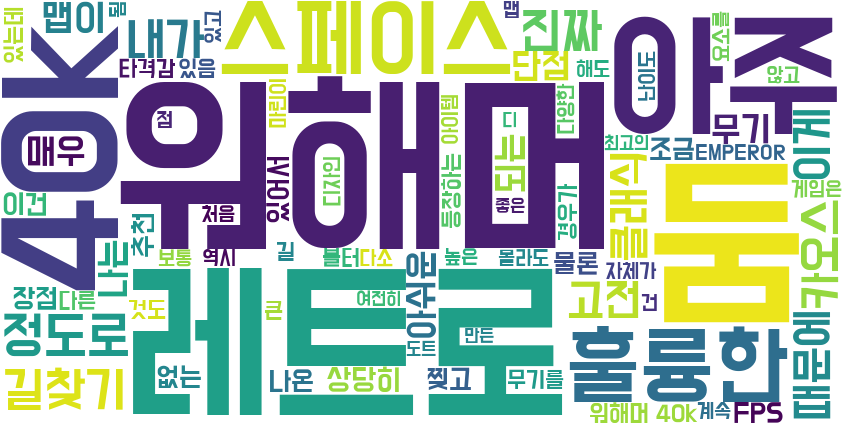 있는데
맵이
됨
내가
있고
스페이스
맵
진짜
아주
요소를
40K
타격감
있음
단점
해도
난이도
않고
매우
점
워해머
마린이
아이템
디
다양한
무기
최고의
조금
EMPEROR
이게
이건
처음
있어서
디자인
등장하는
되는
좋은
경우가
클래식
둠
게임은
나는
추천
보통
역시
길
볼터
다소
높은
몰라도
물론
자체가
카오스
장점
다른
것도
레트로
큰
여전히
아쉬운
고전
건
정도로
도트
만든
훌륭한
때문에
길찾기
없는
나온
상당히
찢고
무기를
워해머 40k
계속
FPS